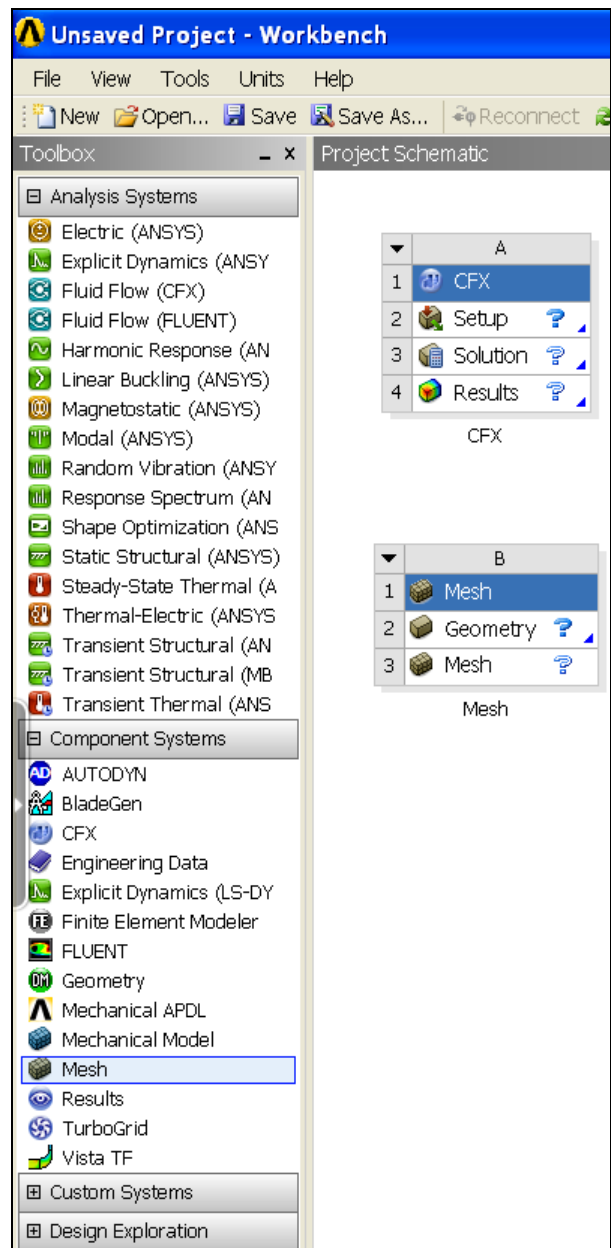 Unsaved Project - Workbench
File View Tools Units Help
New Open... Save Save As... Reconnect
Toolbox
Project Schematic
Analysis Systems
Electric (ANSYS)
Explicit Dynamics (ANSY
Fluid Flow (CFX)
Fluid Flow (FLUENT)
Harmonic Response (AN
Linear Buckling (ANSYS)
Magnetostatic (ANSYS)
Modal (ANSYS)
Random Vibration (ANSY
Response Spectrum (AN
Shape Optimization (ANS
Static Structural (ANSYS)
Steady-State Thermal (A
Thermal-Electric (ANSYS
Transient Structural (AN
Transient Structural (MB
Transient Thermal (ANS
Component Systems
AD AUTODYN
BladeGen
CFX
Engineering Data
Explicit Dynamics (LS-DY
FE Finite Element Modeler
FLUENT
DM Geometry
Mechanical APDL
Mechanical Model
Mesh
Results
TurboGrid
Vista TF
Custom Systems
Design Exploration
A
1 CFX
2 Setup ?
3 Solution ?
4 Results ?
CFX
B
1 Mesh
2 Geometry ?
3 Mesh ?
Mesh